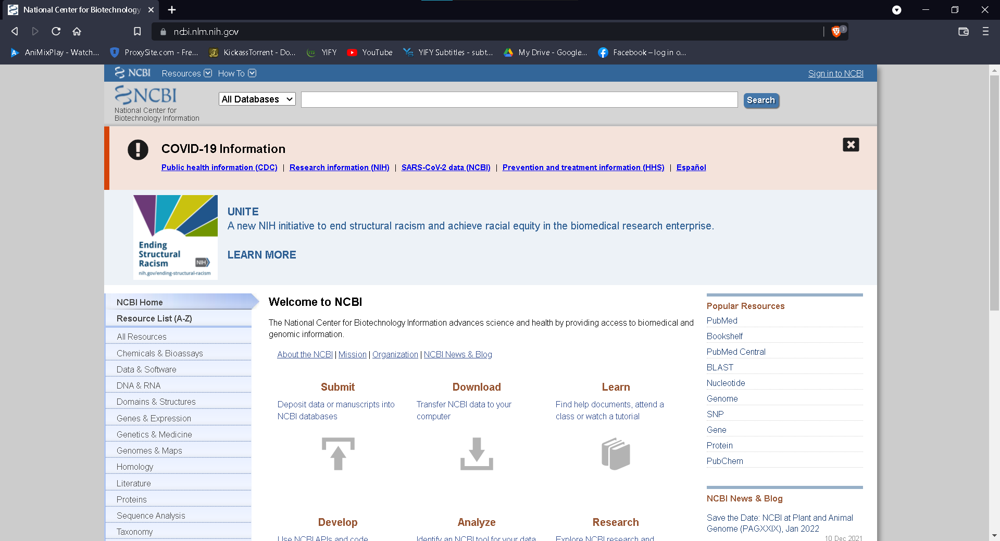 National Center for Biotechnology
ncbi.nlm.nih.gov
3
AniMixPlay - Watch...
ProxySite.com - Fre...
KickassTorrent - Do...
YIFY
YouTube
YIFY Subtitles - subt...
My Drive - Google...
Facebook – log in o...
NCBI
Resources
How To
Sign in to NCBI
NCBI
National Center for
Biotechnology Information
All Databases
Search
COVID-19 Information
Public health information (CDC) | Research information (NIH) | SARS-CoV-2 data (NCBI) | Prevention and treatment information (HHS) | Español
Ending
Structural
Racism
NIH
nih.gov/ending-structural-racism
UNITE
A new NIH initiative to end structural racism and achieve racial equity in the biomedical research enterprise.
LEARN MORE
NCBI Home
Resource List (A-Z)
All Resources
Chemicals & Bioassays
Data & Software
DNA & RNA
Domains & Structures
Genes & Expression
Genetics & Medicine
Genomes & Maps
Homology
Literature
Proteins
Sequence Analysis
Taxonomy
Welcome to NCBI
The National Center for Biotechnology Information advances science and health by providing access to biomedical and
genomic information.
About the NCBI | Mission | Organization | NCBI News & Blog
Submit
Deposit data or manuscripts into
NCBI databases
Download
Transfer NCBI data to your
computer
Learn
Find help documents, attend a
class or watch a tutorial
Develop
Use NCBI APIs and code
Analyze
Identify an NCBI tool for your data
Research
Explore NCBI research and
Popular Resources
PubMed
Bookshelf
PubMed Central
BLAST
Nucleotide
Genome
SNP
Gene
Protein
PubChem
NCBI News & Blog
Save the Date: NCBI at Plant and Animal
Genome (PAGXXIX), Jan 2022
10 Dec 2021